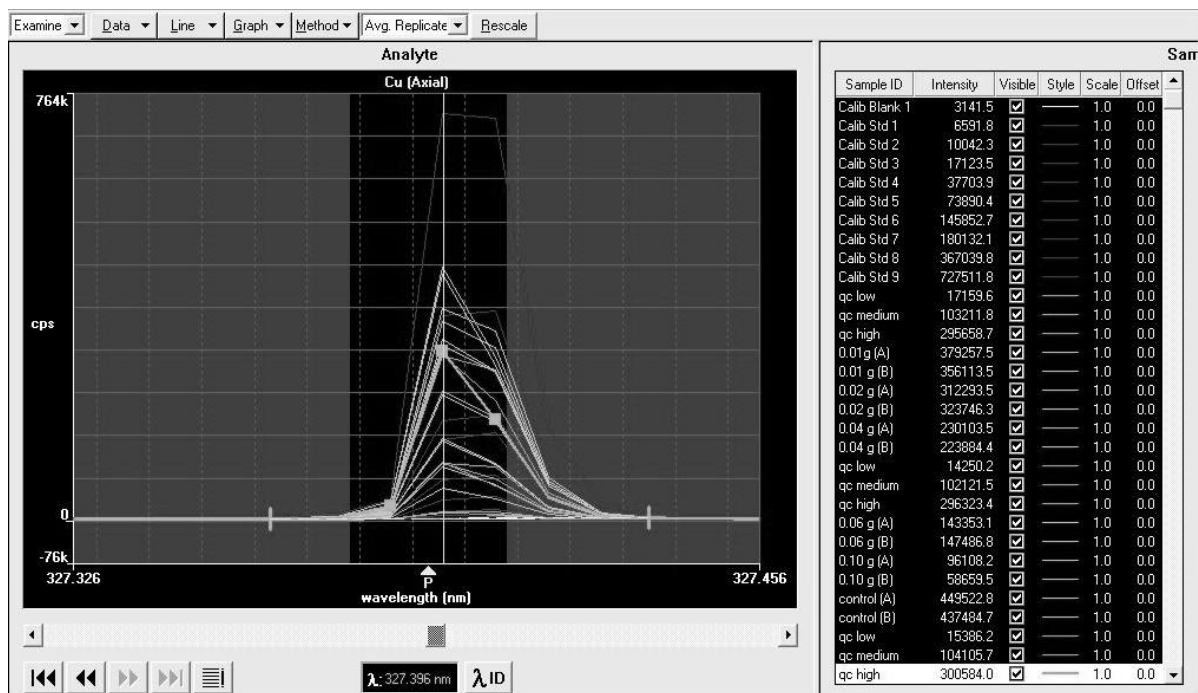 Examine Data Line Graph Method Avg. Replicate Rescale
Analyte
Cu (Axial)
764k
cps
0
-76k
327.326 P 327.456
wavelength (nm)
λ: 327.396 nm λ ID
Sam
Sample ID Intensity Visible Style Scale Offset
Calib Blank 1 3141.5 1.0 0.0
Calib Std 1 6591.8 1.0 0.0
Calib Std 2 10042.3 1.0 0.0
Calib Std 3 17123.5 1.0 0.0
Calib Std 4 37703.9 1.0 0.0
Calib Std 5 73890.4 1.0 0.0
Calib Std 6 145852.7 1.0 0.0
Calib Std 7 180132.1 1.0 0.0
Calib Std 8 367039.8 1.0 0.0
Calib Std 9 727511.8 1.0 0.0
qc low 17159.6 1.0 0.0
qc medium 103211.8 1.0 0.0
qc high 295658.7 1.0 0.0
0.01g (A) 379257.5 1.0 0.0
0.01 g (B) 356113.5 1.0 0.0
0.02 g (A) 312293.5 1.0 0.0
0.02 g (B) 323746.3 1.0 0.0
0.04 g (A) 230103.5 1.0 0.0
0.04 g (B) 223884.4 1.0 0.0
qc low 14250.2 1.0 0.0
qc medium 102121.5 1.0 0.0
qc high 296323.4 1.0 0.0
0.06 g (A) 143353.1 1.0 0.0
0.06 g (B) 147486.8 1.0 0.0
0.10 g (A) 96108.2 1.0 0.0
0.10 g (B) 58659.5 1.0 0.0
control (A) 449522.8 1.0 0.0
control (B) 437484.7 1.0 0.0
qc low 15386.2 1.0 0.0
qc medium 104105.7 1.0 0.0
qc high 300584.0 1.0 0.0